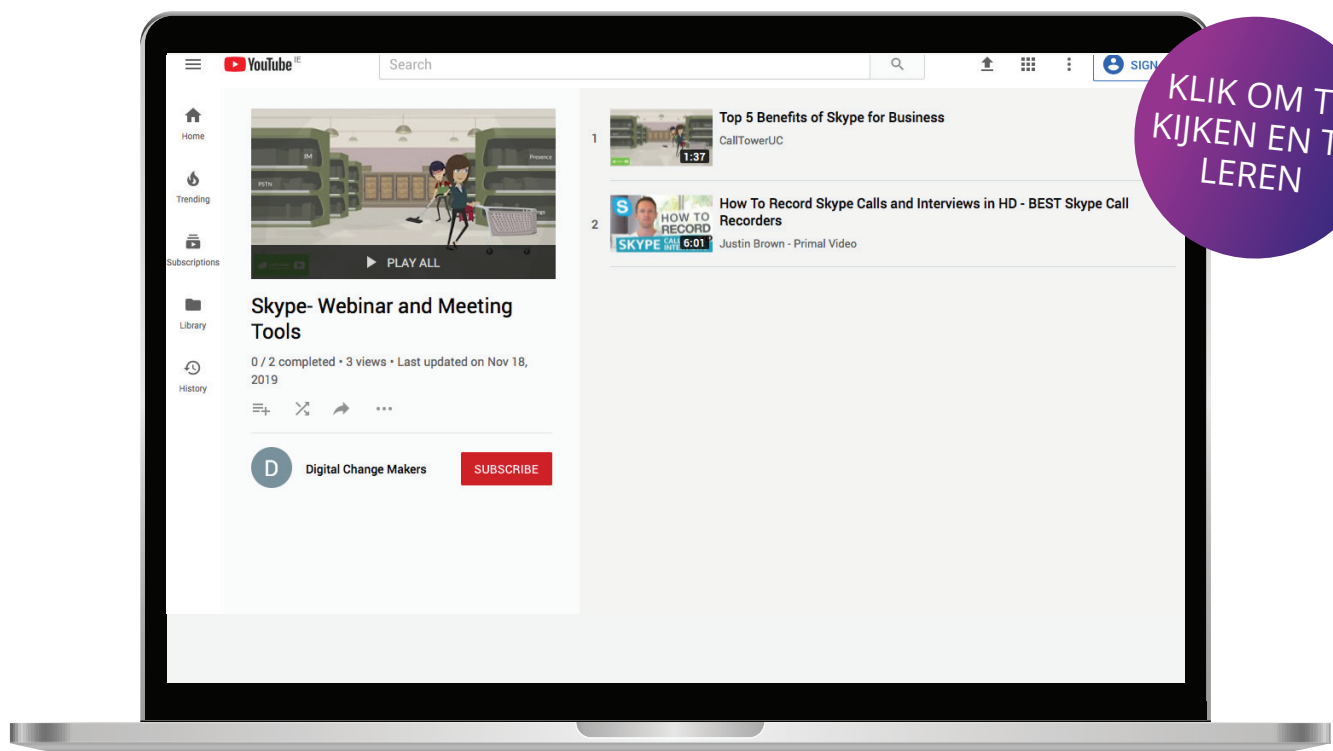 YouTube IE
Search
SIGN
KLIK OM T
KIJKEN EN T
LEREN
Home
Trending
Subscriptions
Library
History
IM
Presence
PSTN
PLAY ALL
Skype- Webinar and Meeting
Tools
0 / 2 completed • 3 views • Last updated on Nov 18,
2019
D
Digital Change Makers
SUBSCRIBE
1
1:37
Top 5 Benefits of Skype for Business
CallTowerUC
2
S
HOW TO
RECORD
SKYPE
6:01
How To Record Skype Calls and Interviews in HD - BEST Skype Call
Recorders
Justin Brown - Primal Video